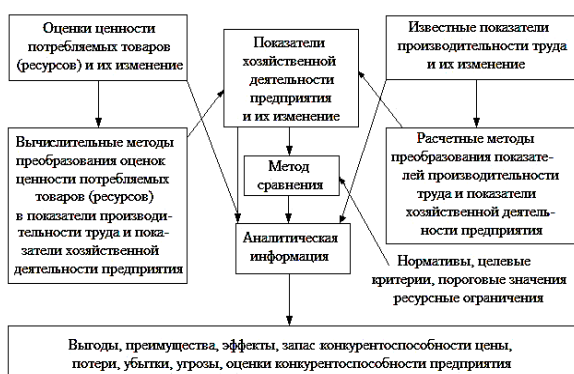 Оценки ценности
потребляемых товаров
(ресурсов) и их изменение
Показатели
хозяйственной
деятельности
предприятия
и их изменение
Известные показатели
производительности труда
и их изменение
Вычислительные методы
преобразования оценок
ценности потребляемых
товаров (ресурсов)
в показатели производи-
тельности труда и пока-
затели хозяйственной
деятельности предприятия
Метод
сравнения
Расчетные методы
преобразования показате-
лей производительности
труда и показатели
хозяйственной деятель-
ности предприятия
Аналитическая
информация
Нормативы, целевые
критерии, пороговые значения
ресурсные ограничения
Выгоды, преимущества, эффекты, запас конкурентоспособности цены,
потери, убытки, угрозы, оценки конкурентоспособности предприятия